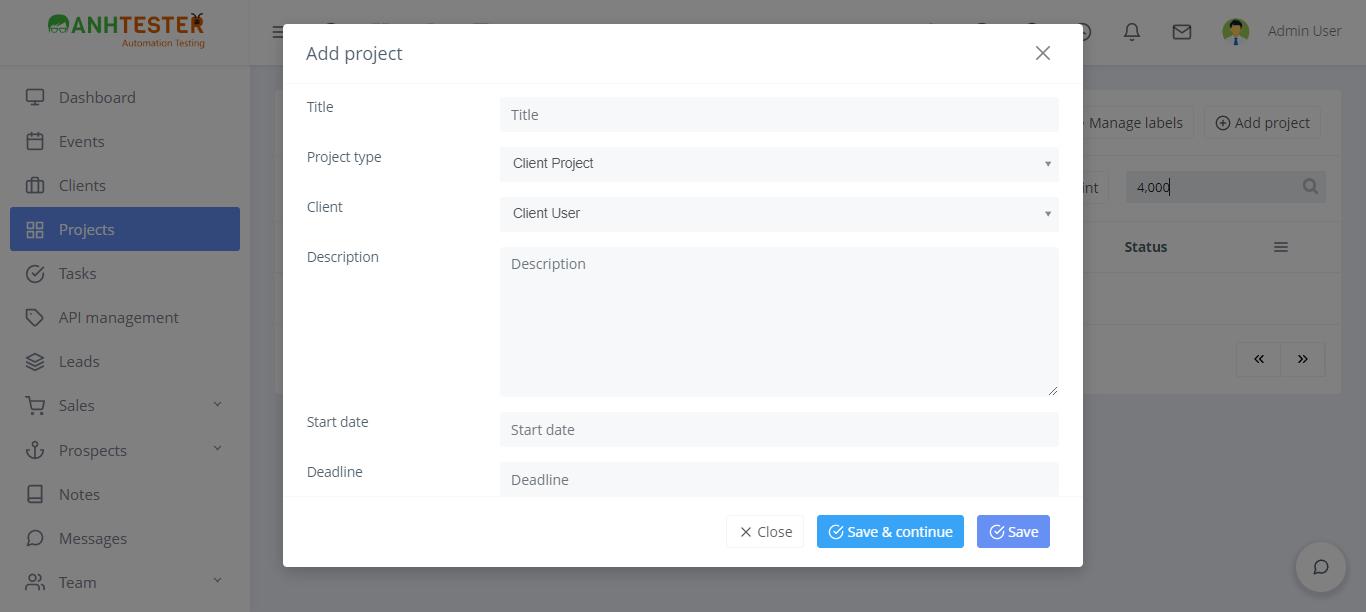 ANHTESTER
Automation Testing
Admin User
Dashboard
Events
Clients
Projects
Tasks
API management
Leads
Sales
Prospects
Notes
Messages
Team
Manage labels
Add project
4,000
Status
«
»
Add project
Title
Title
Project type
Client Project
Client
Client User
Description
Description
Start date
Start date
Deadline
Deadline
Close
Save & continue
Save